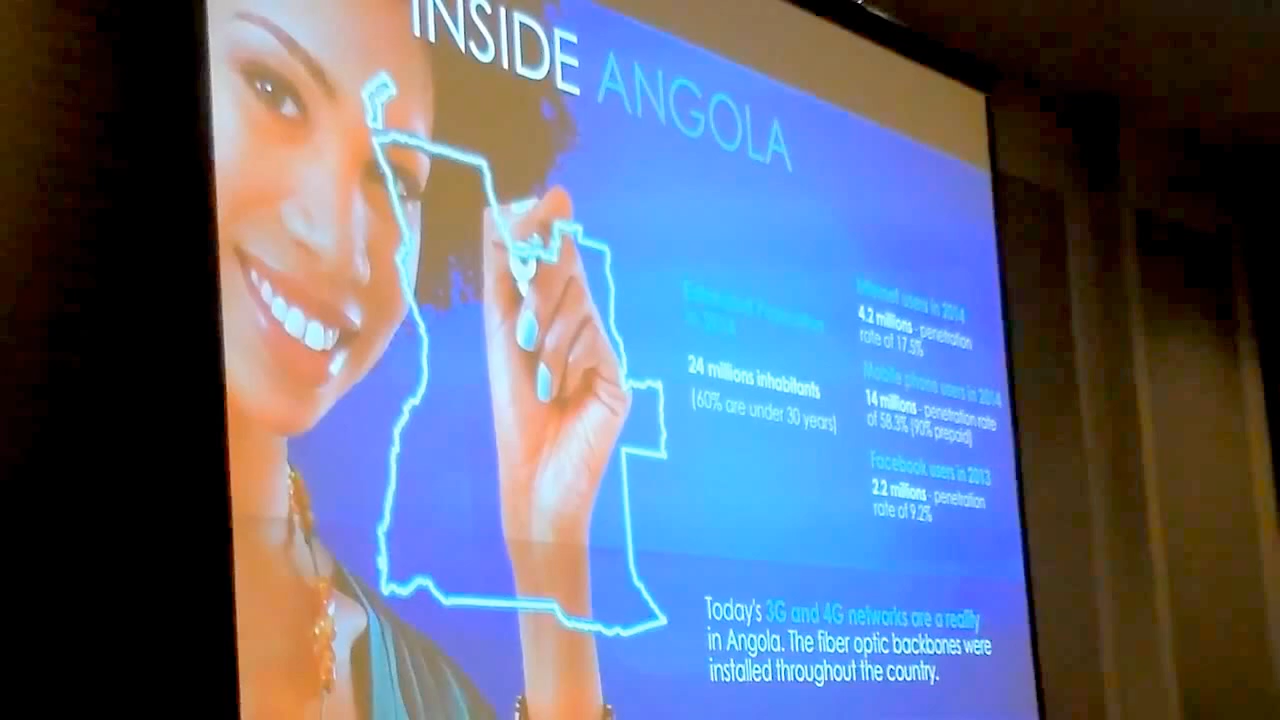 INSIDE ANGOLA
Estimated Population
in 2014
24 millions inhabitants
(60% are under 30 years)
Internet users in 2014
4.2 millions - penetration
rate of 17.5%
Mobile phone users in 2014
14 millions - penetration rate
of 58.3% (90% prepaid)
Facebook users in 2013
2.2 millions - penetration
rate of 9.2%
Today's 3G and 4G networks are a reality
in Angola. The fiber optic backbones were
installed throughout the country.